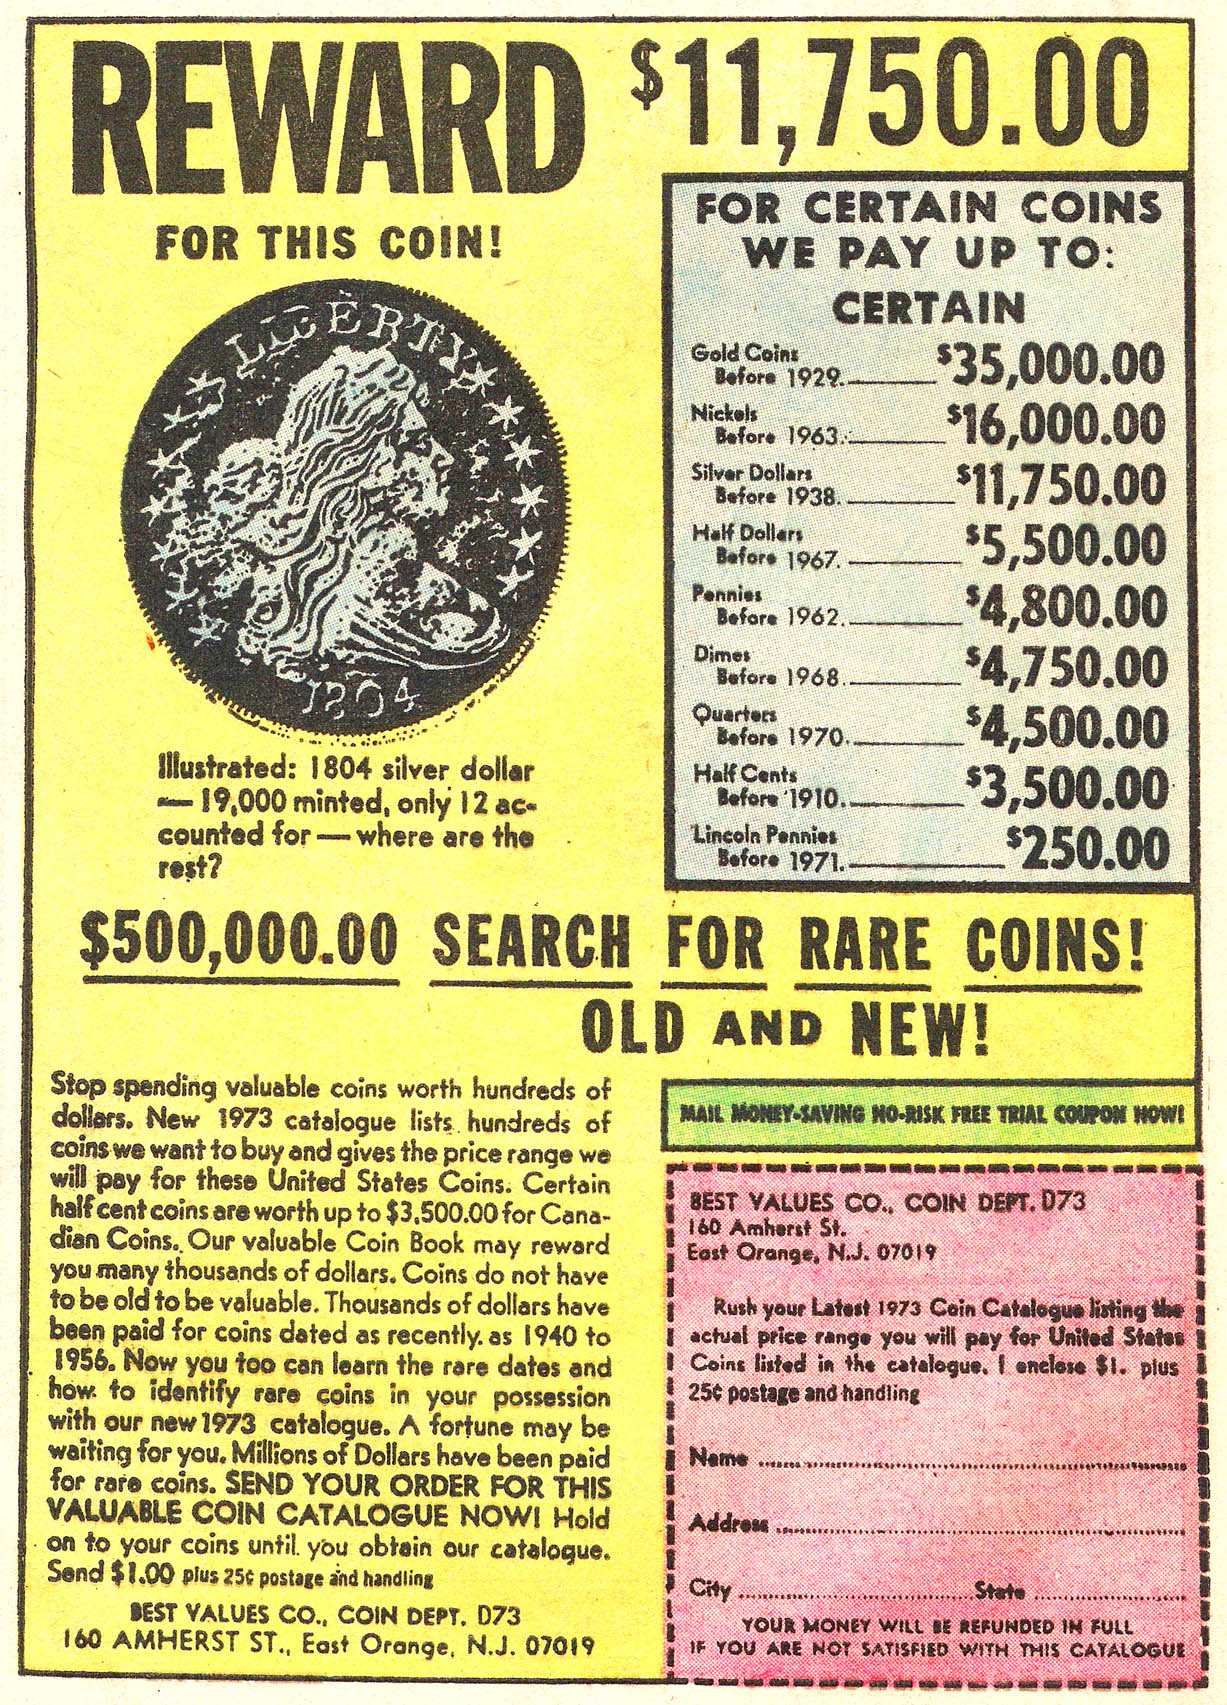 REWARD $11,750.00
FOR THIS COIN!
LIBERTY
1804
Illustrated: 1804 silver dollar
— 19,000 minted, only 12 ac-
counted for — where are the
rest?
FOR CERTAIN COINS
WE PAY UP TO:
CERTAIN
Gold Coins
Before 1929. $35,000.00
Nickels
Before 1963. $16,000.00
Silver Dollars
Before 1938. $11,750.00
Half Dollars
Before 1967. $5,500.00
Pennies
Before 1962. $4,800.00
Dimes
Before 1968. $4,750.00
Quarters
Before 1970. $4,500.00
Half Cents
Before 1910. $3,500.00
Lincoln Pennies
Before 1971. $250.00
$500,000.00 SEARCH FOR RARE COINS!
OLD AND NEW!
Stop spending valuable coins worth hundreds of
dollars. New 1973 catalogue lists hundreds of
coins we want to buy and gives the price range we
will pay for these United States Coins. Certain
half cent coins are worth up to $3,500.00 for Cana-
dian Coins. Our valuable Coin Book may reward
you many thousands of dollars. Coins do not have
to be old to be valuable. Thousands of dollars have
been paid for coins dated as recently as 1940 to
1956. Now you too can learn the rare dates and
how to identify rare coins in your possession
with our new 1973 catalogue. A fortune may be
waiting for you. Millions of Dollars have been paid
for rare coins. SEND YOUR ORDER FOR THIS
VALUABLE COIN CATALOGUE NOW! Hold
on to your coins until you obtain our catalogue.
Send $1.00 plus 25¢ postage and handling
BEST VALUES CO., COIN DEPT. D73
160 AMHERST ST., East Orange, N.J. 07019
MAIL MONEY-SAVING NO-RISK FREE TRIAL COUPON NOW!
BEST VALUES CO., COIN DEPT. D73
160 Amherst St.
East Orange, N.J. 07019
Rush your Latest 1973 Coin Catalogue listing the
actual price range you will pay for United States
Coins listed in the catalogue. I enclose $1. plus
25¢ postage and handling
Name
Address
City State
YOUR MONEY WILL BE REFUNDED IN FULL
IF YOU ARE NOT SATISFIED WITH THIS CATALOGUE